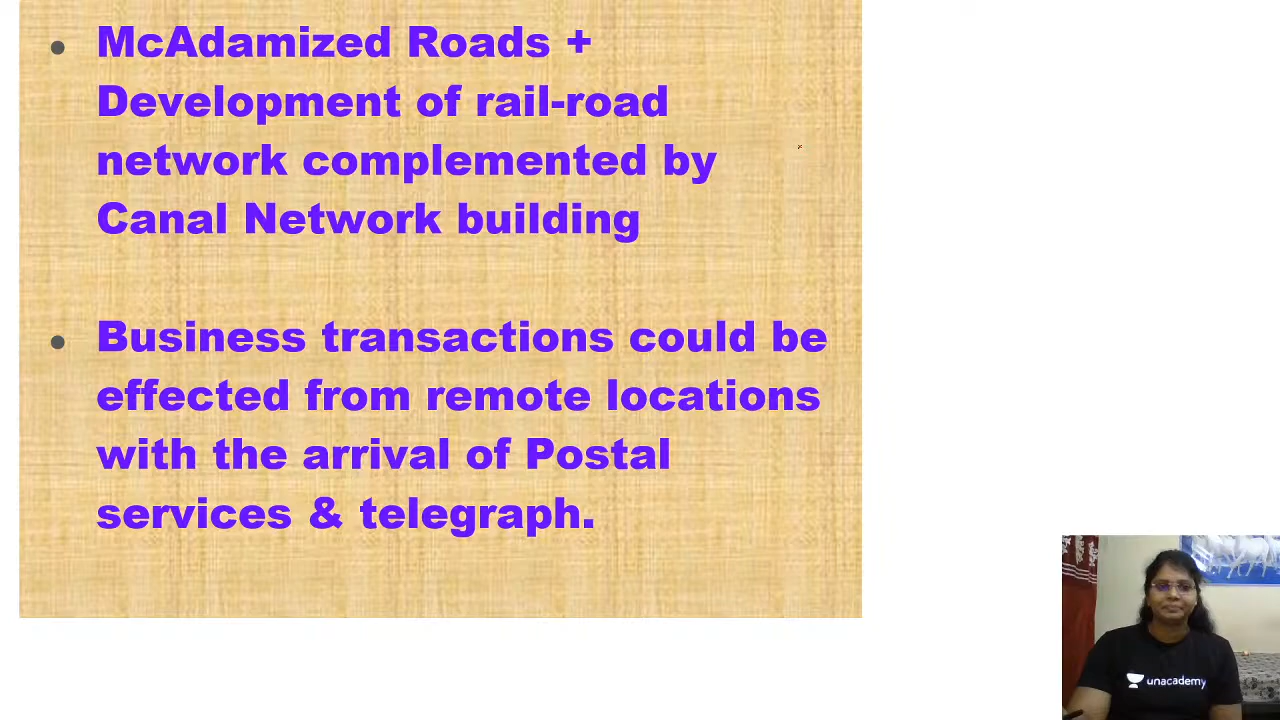 McAdamized Roads +
Development of rail-road
network complemented by
Canal Network building
Business transactions could be
effected from remote locations
with the arrival of Postal
services & telegraph.
unacademy